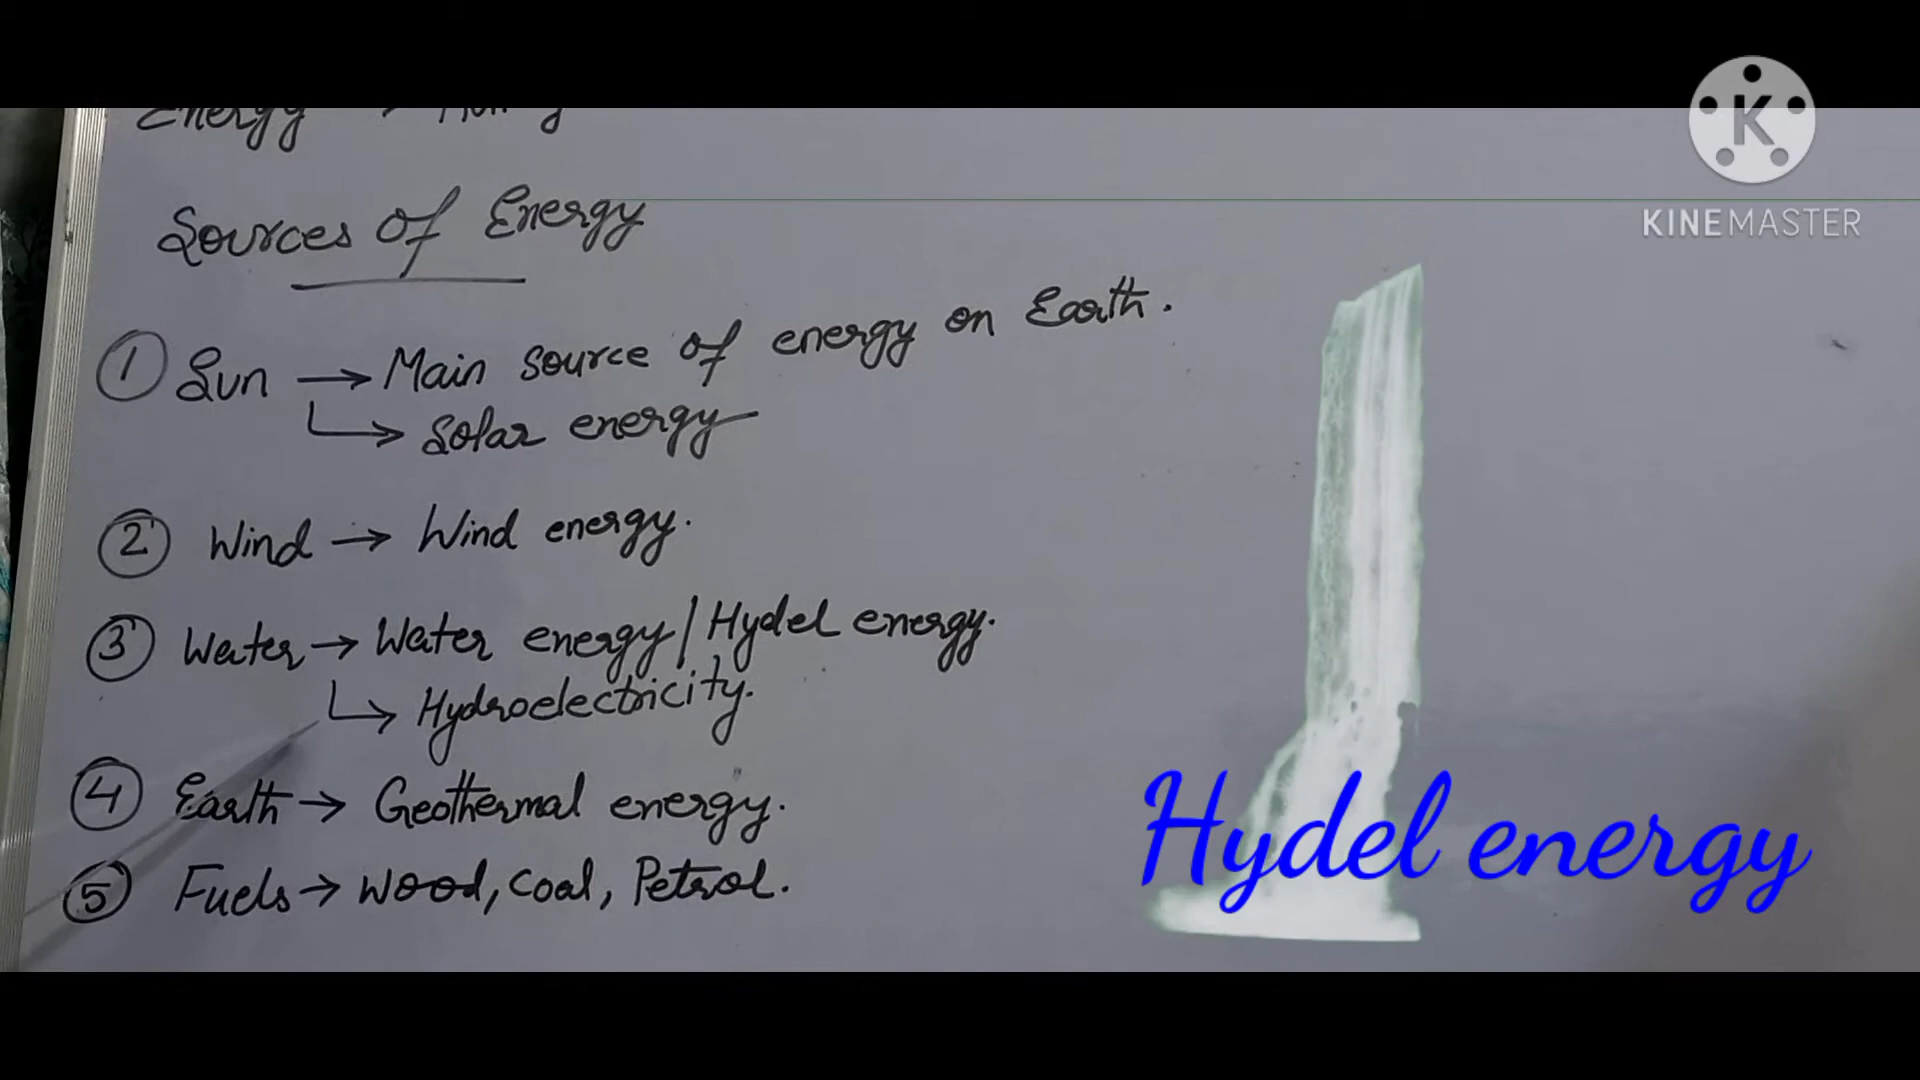 Energy →
Sources of Energy
① Sun → Main source of energy on Earth.
↳ Solar energy
② Wind → Wind energy.
③ Water → Water energy / Hydel energy.
↳ Hydroelectricity.
④ Earth → Geothermal energy.
⑤ Fuels → Wood, Coal, Petrol.
K
KINEMASTER
Hydel energy